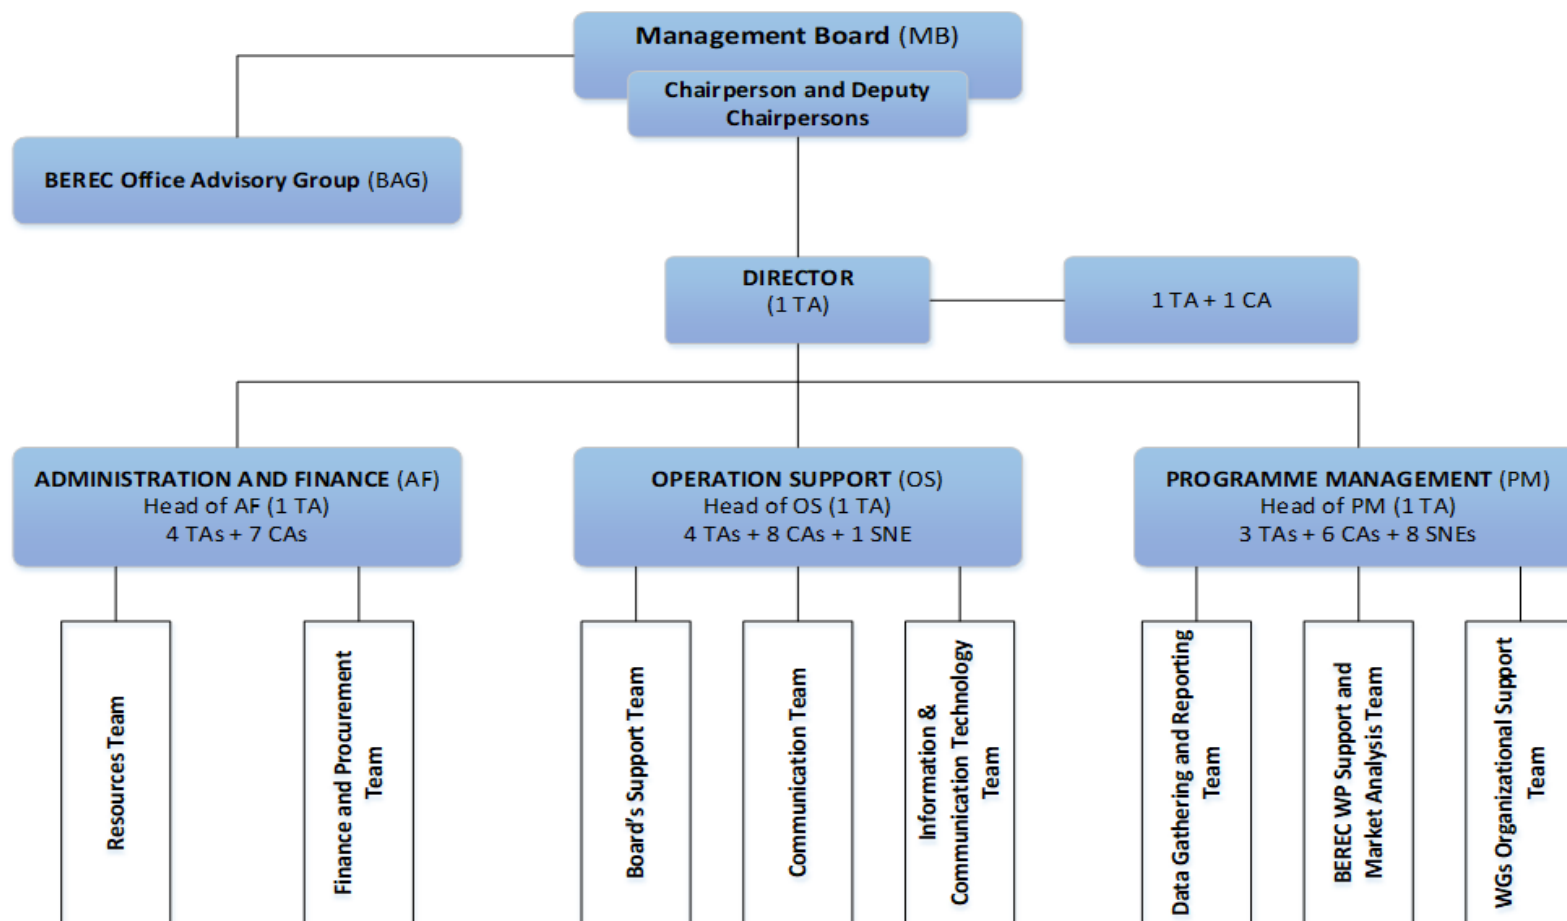 Management Board (MB)
Chairperson and Deputy
Chairpersons
BEREC Office Advisory Group (BAG)
DIRECTOR
(1 TA)
1 TA + 1 CA
ADMINISTRATION AND FINANCE (AF)
Head of AF (1 TA)
4 TAs + 7 CAs
OPERATION SUPPORT (OS)
Head of OS (1 TA)
4 TAs + 8 CAs + 1 SNE
PROGRAMME MANAGEMENT (PM)
Head of PM (1 TA)
3 TAs + 6 CAs + 8 SNEs
Resources Team
Finance and Procurement
Team
Board's Support Team
Communication Team
Information &
Communication Technology
Team
Data Gathering and Reporting
Team
BEREC WP Support and
Market Analysis Team
WGs Organizational Support
Team